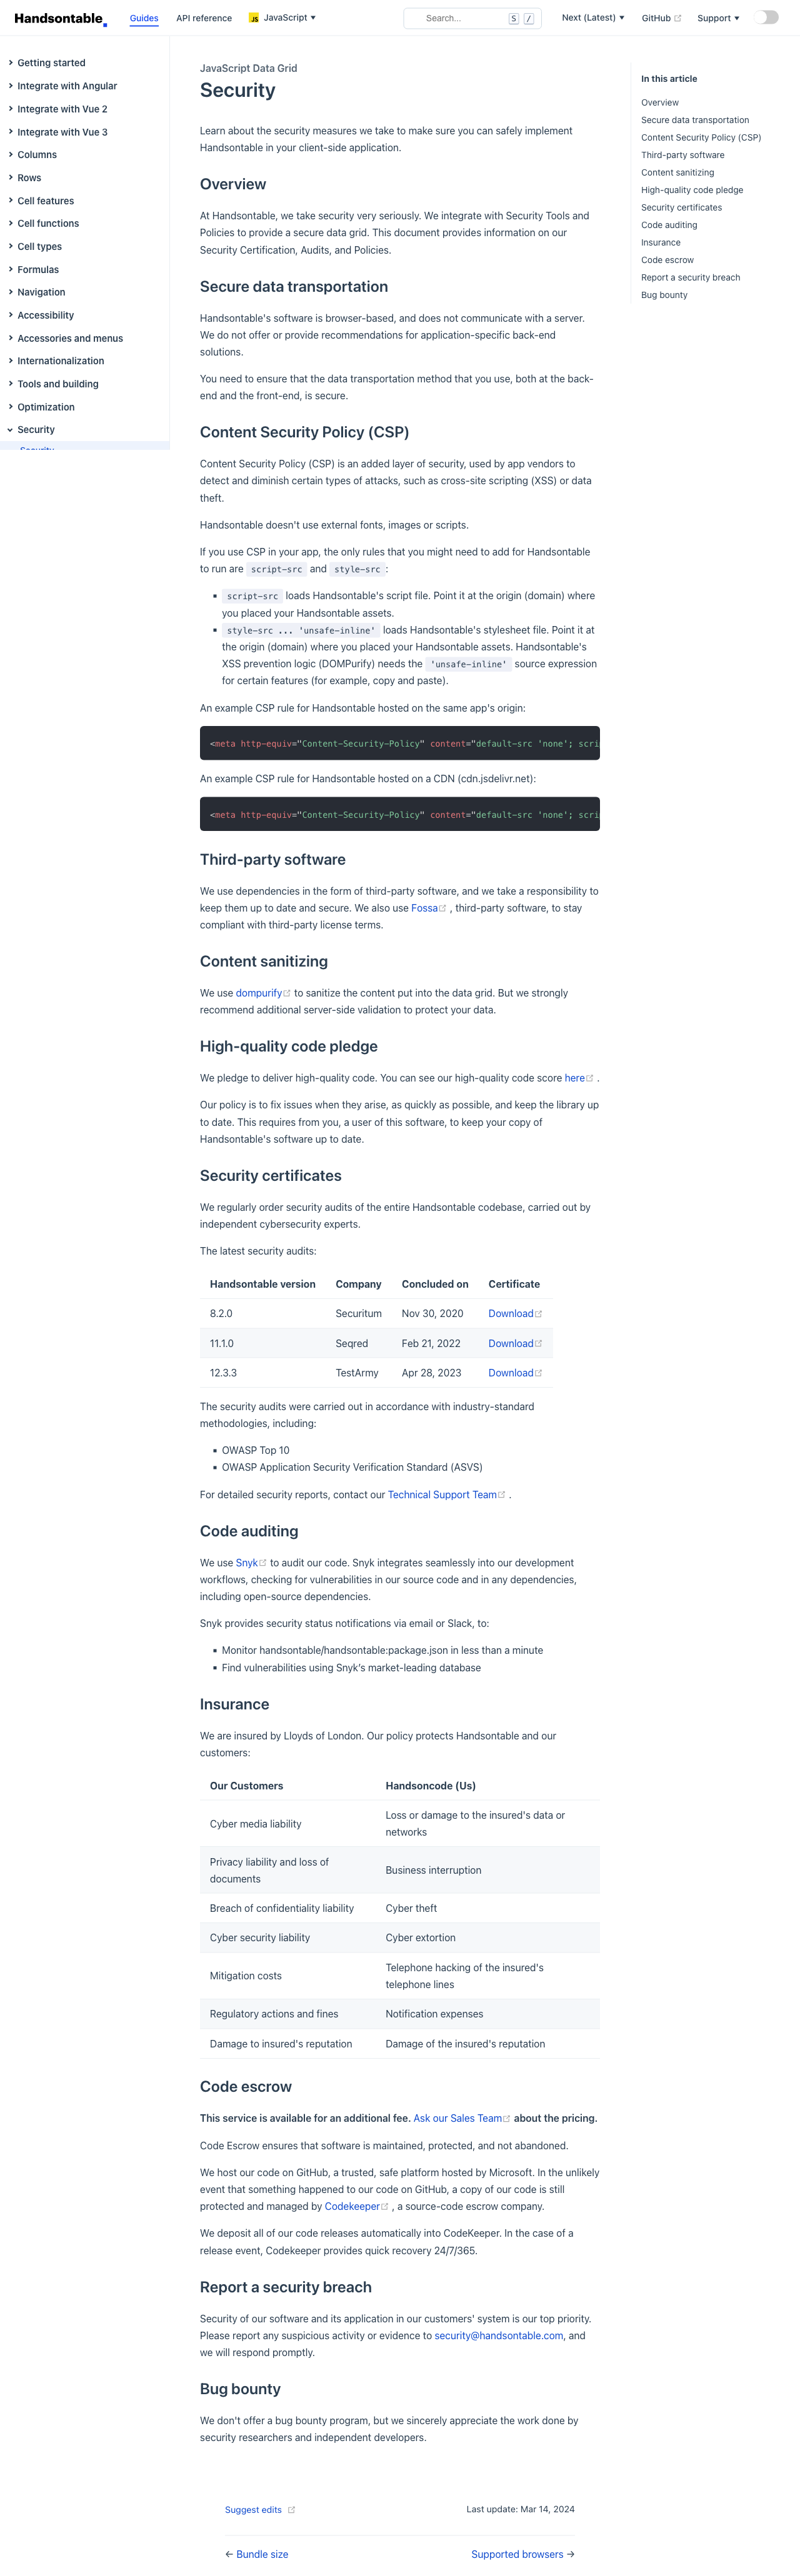 Handsontable
Guides
API reference
JS JavaScript
Search...
S /
Next (Latest)
GitHub
Support
Getting started
Integrate with Angular
Integrate with Vue 2
Integrate with Vue 3
Columns
Rows
Cell features
Cell functions
Cell types
Formulas
Navigation
Accessibility
Accessories and menus
Internationalization
Tools and building
Optimization
Security
Security
JavaScript Data Grid
Security
Learn about the security measures we take to make sure you can safely implement
Handsontable in your client-side application.
Overview
At Handsontable, we take security very seriously. We integrate with Security Tools and
Policies to provide a secure data grid. This document provides information on our
Security Certification, Audits, and Policies.
Secure data transportation
Handsontable's software is browser-based, and does not communicate with a server.
We do not offer or provide recommendations for application-specific back-end
solutions.
You need to ensure that the data transportation method that you use, both at the back-
end and the front-end, is secure.
Content Security Policy (CSP)
Content Security Policy (CSP) is an added layer of security, used by app vendors to
detect and diminish certain types of attacks, such as cross-site scripting (XSS) or data
theft.
Handsontable doesn't use external fonts, images or scripts.
If you use CSP in your app, the only rules that you might need to add for Handsontable
to run are script-src and style-src:
▪ script-src loads Handsontable's script file. Point it at the origin (domain) where
you placed your Handsontable assets.
▪ style-src ... 'unsafe-inline' loads Handsontable's stylesheet file. Point it at
the origin (domain) where you placed your Handsontable assets. Handsontable's
XSS prevention logic (DOMPurify) needs the 'unsafe-inline' source expression
for certain features (for example, copy and paste).
An example CSP rule for Handsontable hosted on the same app's origin:
<meta http-equiv="Content-Security-Policy" content="default-src 'none'; scri
An example CSP rule for Handsontable hosted on a CDN (cdn.jsdelivr.net):
<meta http-equiv="Content-Security-Policy" content="default-src 'none'; scri
Third-party software
We use dependencies in the form of third-party software, and we take a responsibility to
keep them up to date and secure. We also use Fossa , third-party software, to stay
compliant with third-party license terms.
Content sanitizing
We use dompurify to sanitize the content put into the data grid. But we strongly
recommend additional server-side validation to protect your data.
High-quality code pledge
We pledge to deliver high-quality code. You can see our high-quality code score here .
Our policy is to fix issues when they arise, as quickly as possible, and keep the library up
to date. This requires from you, a user of this software, to keep your copy of
Handsontable's software up to date.
Security certificates
We regularly order security audits of the entire Handsontable codebase, carried out by
independent cybersecurity experts.
The latest security audits:
Handsontable version Company Concluded on Certificate
8.2.0 Securitum Nov 30, 2020 Download
11.1.0 Seqred Feb 21, 2022 Download
12.3.3 TestArmy Apr 28, 2023 Download
The security audits were carried out in accordance with industry-standard
methodologies, including:
▪ OWASP Top 10
▪ OWASP Application Security Verification Standard (ASVS)
For detailed security reports, contact our Technical Support Team .
Code auditing
We use Snyk to audit our code. Snyk integrates seamlessly into our development
workflows, checking for vulnerabilities in our source code and in any dependencies,
including open-source dependencies.
Snyk provides security status notifications via email or Slack, to:
▪ Monitor handsontable/handsontable:package.json in less than a minute
▪ Find vulnerabilities using Snyk's market-leading database
Insurance
We are insured by Lloyds of London. Our policy protects Handsontable and our
customers:
Our Customers Handsoncode (Us)
Cyber media liability Loss or damage to the insured's data or
networks
Privacy liability and loss of
documents Business interruption
Breach of confidentiality liability Cyber theft
Cyber security liability Cyber extortion
Mitigation costs Telephone hacking of the insured's
telephone lines
Regulatory actions and fines Notification expenses
Damage to insured's reputation Damage of the insured's reputation
Code escrow
This service is available for an additional fee. Ask our Sales Team about the pricing.
Code Escrow ensures that software is maintained, protected, and not abandoned.
We host our code on GitHub, a trusted, safe platform hosted by Microsoft. In the unlikely
event that something happened to our code on GitHub, a copy of our code is still
protected and managed by Codekeeper , a source-code escrow company.
We deposit all of our code releases automatically into CodeKeeper. In the case of a
release event, Codekeeper provides quick recovery 24/7/365.
Report a security breach
Security of our software and its application in our customers' system is our top priority.
Please report any suspicious activity or evidence to security@handsontable.com, and
we will respond promptly.
Bug bounty
We don't offer a bug bounty program, but we sincerely appreciate the work done by
security researchers and independent developers.
Suggest edits
Last update: Mar 14, 2024
← Bundle size
Supported browsers →
In this article
Overview
Secure data transportation
Content Security Policy (CSP)
Third-party software
Content sanitizing
High-quality code pledge
Security certificates
Code auditing
Insurance
Code escrow
Report a security breach
Bug bounty